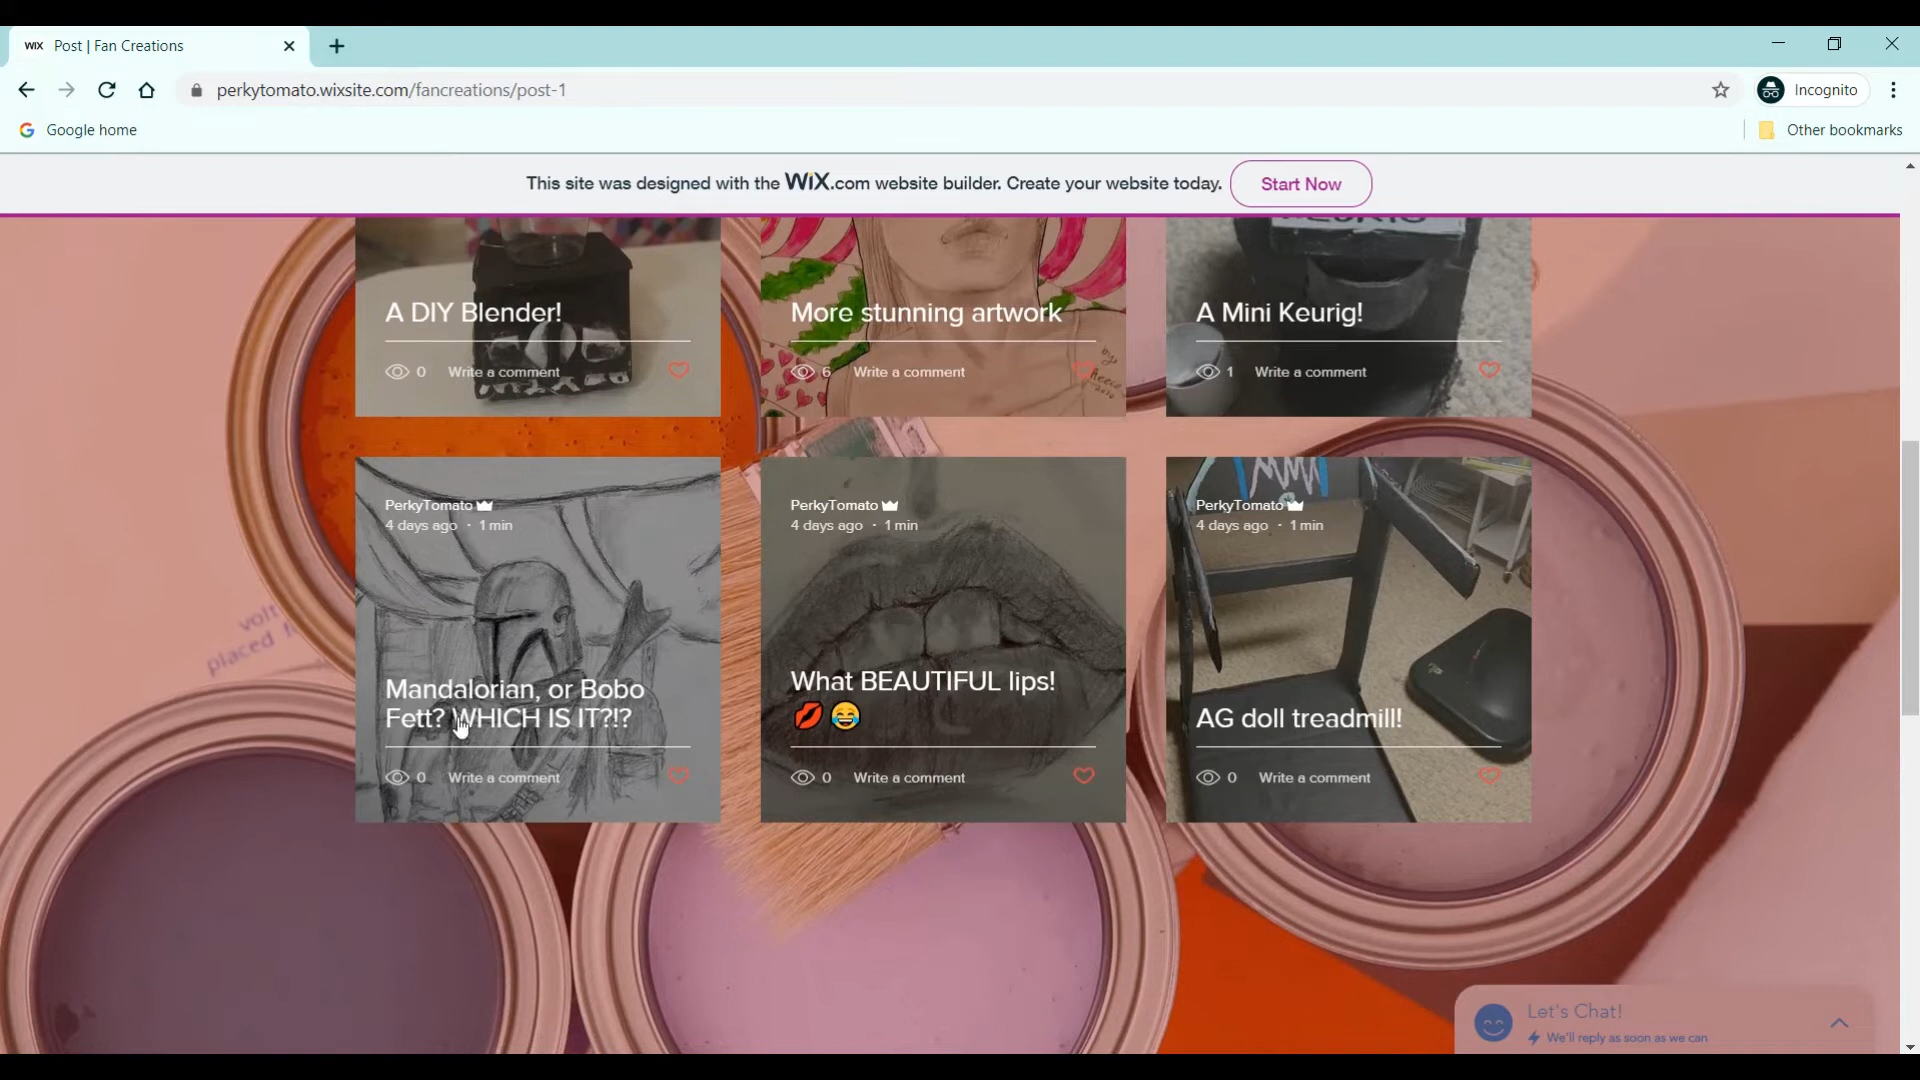 WIX Post | Fan Creations
perkytomato.wixsite.com/fancreations/post-1
Incognito
Google home
Other bookmarks
This site was designed with the WiX.com website builder. Create your website today. Start Now
A DIY Blender!
0 Write a comment
More stunning artwork
6 Write a comment
A Mini Keurig!
1 Write a comment
PerkyTomato
4 days ago · 1 min
Mandalorian, or Bobo
Fett? WHICH IS IT?!?
0 Write a comment
PerkyTomato
4 days ago · 1 min
What BEAUTIFUL lips!
💋 😂
0 Write a comment
PerkyTomato
4 days ago · 1 min
AG doll treadmill!
0 Write a comment
volt
placed
Let's Chat!
We'll reply as soon as we can